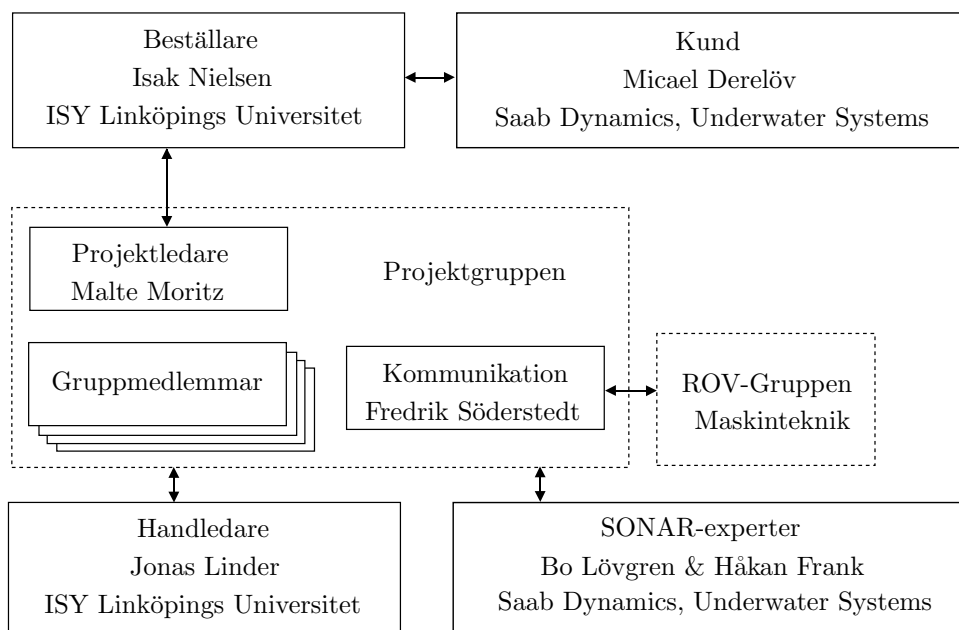 Beställare
Isak Nielsen
ISY Linköpings Universitet
Kund
Micael Derelöv
Saab Dynamics, Underwater Systems
Projektledare
Malte Moritz
Projektgruppen
Gruppmedlemmar
Kommunikation
Fredrik Söderstedt
ROV-Gruppen
Maskinteknik
Handledare
Jonas Linder
ISY Linköpings Universitet
SONAR-experter
Bo Lövgren & Håkan Frank
Saab Dynamics, Underwater Systems